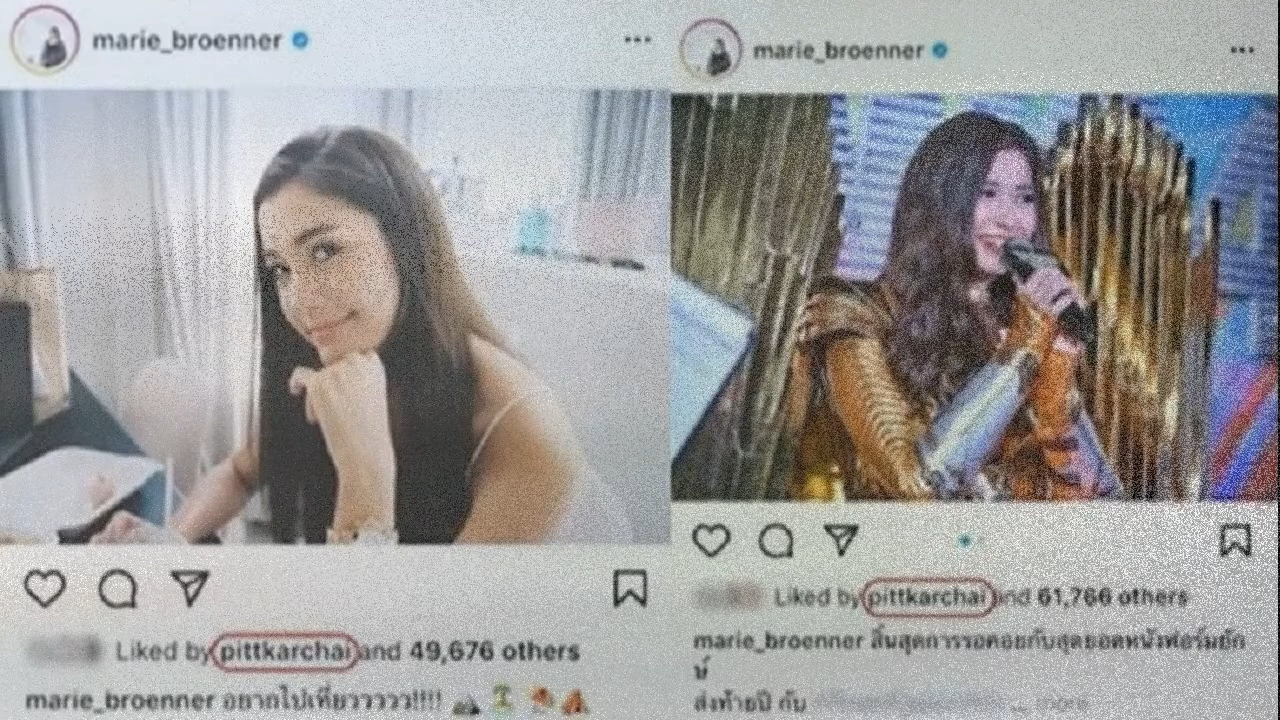 marie_broenner
Liked by pittkarchai and 49,676 others
marie_broenner อยากไปเที่ยววววว!!!!
marie_broenner
Liked by pittkarchai and 61,766 others
marie_broenner สิ้นสุดการรอคอยกับสุดยอดหนังฟอร์มยัก
ษ์
ส่งท้ายปี กับ